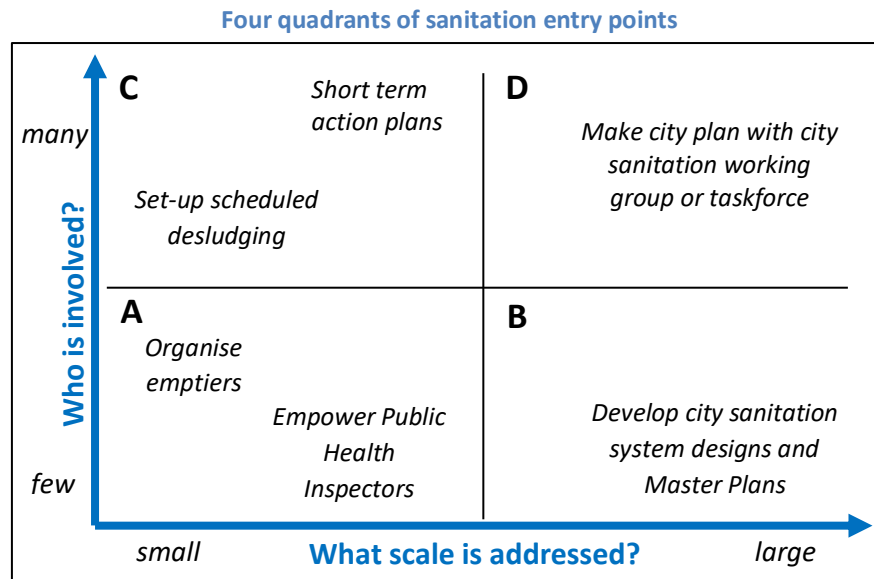 Four quadrants of sanitation entry points
C
Short term
action plans
Set-up scheduled
desludging
D
Make city plan with city
sanitation working
group or taskforce
many
Who is involved?
few
A
Organise
emptiers
Empower Public
Health
Inspectors
B
Develop city sanitation
system designs and
Master Plans
small
What scale is addressed?
large